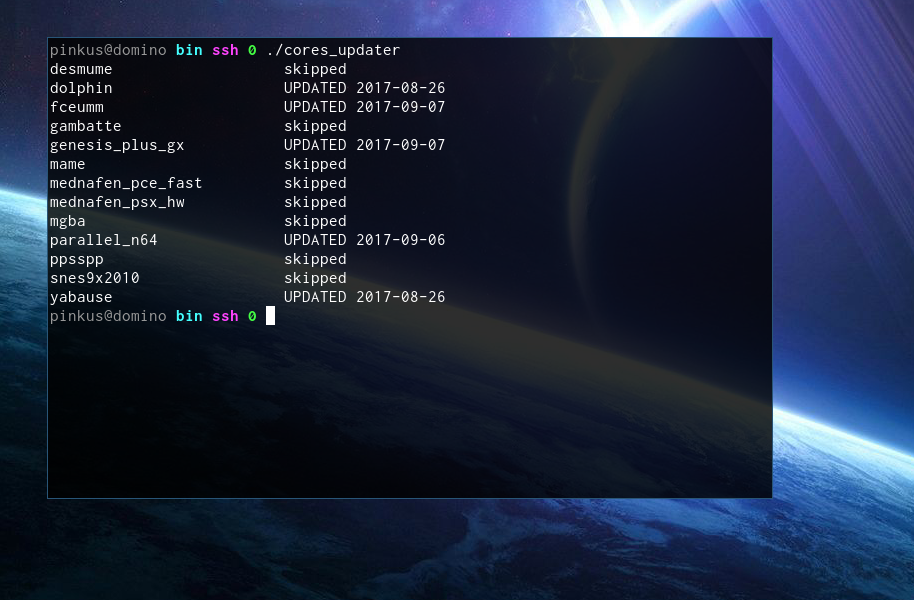 pinkus@domino bin ssh 0 ./cores_updater
desmume skipped
dolphin UPDATED 2017-08-26
fceumm UPDATED 2017-09-07
gambatte skipped
genesis_plus_gx UPDATED 2017-09-07
mame skipped
mednafen_pce_fast skipped
mednafen_psx_hw skipped
mgba skipped
parallel_n64 UPDATED 2017-09-06
ppsspp skipped
snes9x2010 skipped
yabause UPDATED 2017-08-26
pinkus@domino bin ssh 0